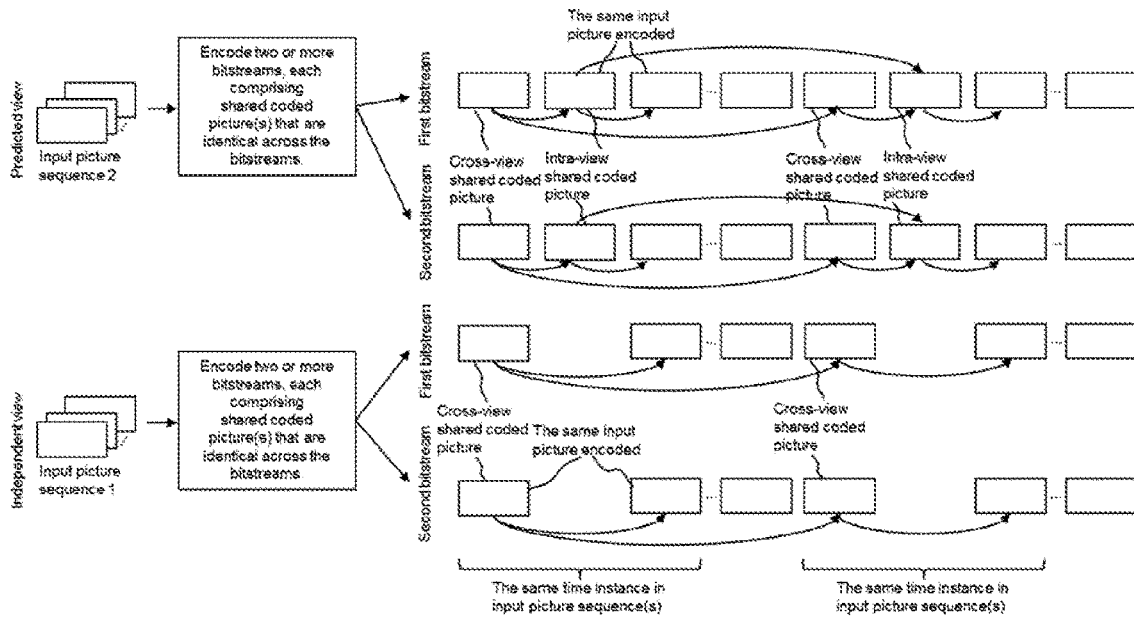 Predicted view
Input picture
sequence 2
Encode two or more
bitstreams, each
comprising
shared coded
picture(s) that are
identical across the
bitstreams.
First bitstream
The same input
picture encoded
Cross-view
shared coded
picture
Intra-view
shared coded
picture
Cross-view
shared coded
picture
Intra-view
shared coded
picture
Second bitstream
Independent view
Input picture
sequence 1
Encode two or more
bitstreams, each
comprising
shared coded
picture(s) that are
identical across the
bitstreams
First bitstream
Cross-view
shared coded
picture
The same input
picture encoded
Cross-view
shared coded
picture
Second bitstream
The same time instance in
input picture sequence(s)
The same time instance in
input picture sequence(s)